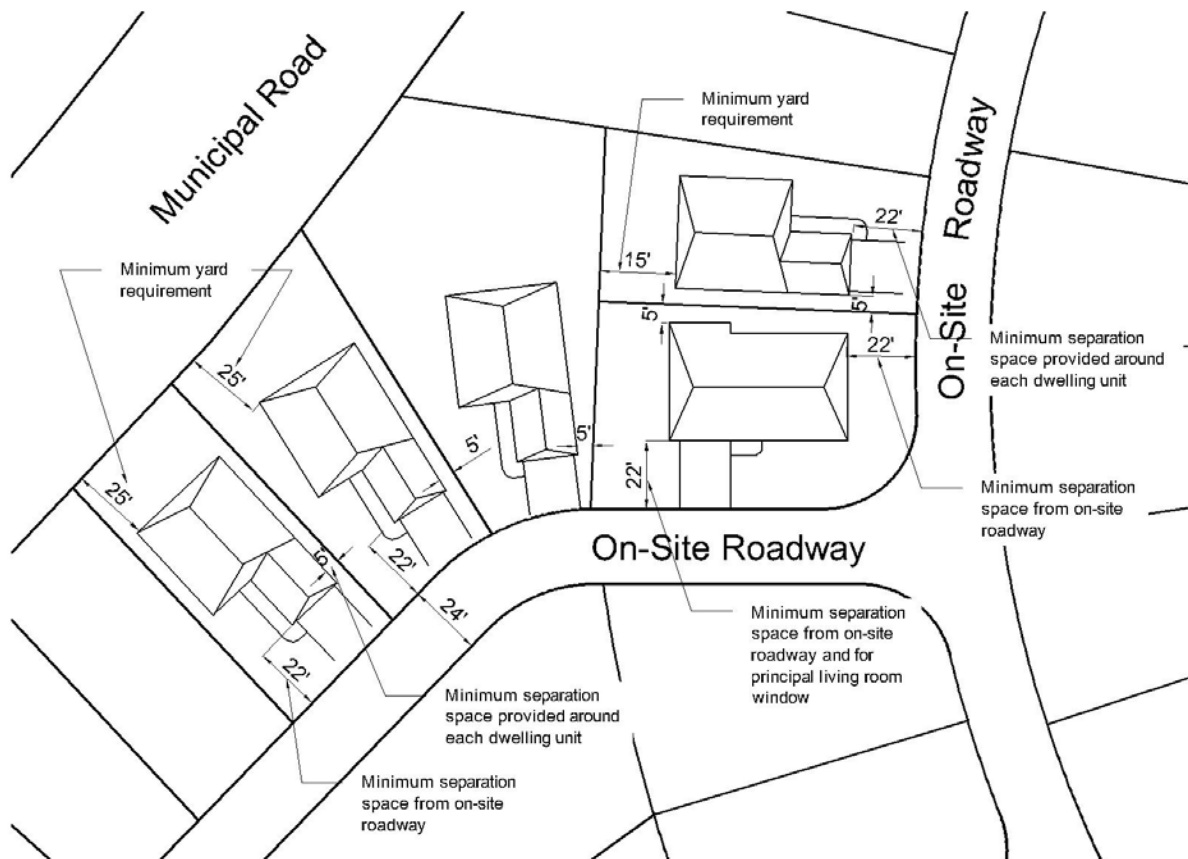 Municipal Road
Minimum yard
requirement
Minimum yard
requirement
On-Site Roadway
22'
15'
5'
5'
22'
Minimum separation
space provided around
each dwelling unit
25'
5'
5'
22'
25'
5'
22'
24'
22'
On-Site Roadway
Minimum separation
space from on-site
roadway
Minimum separation
space from on-site
roadway and for
principal living room
window
Minimum separation
space provided around
each dwelling unit
Minimum separation
space from on-site
roadway